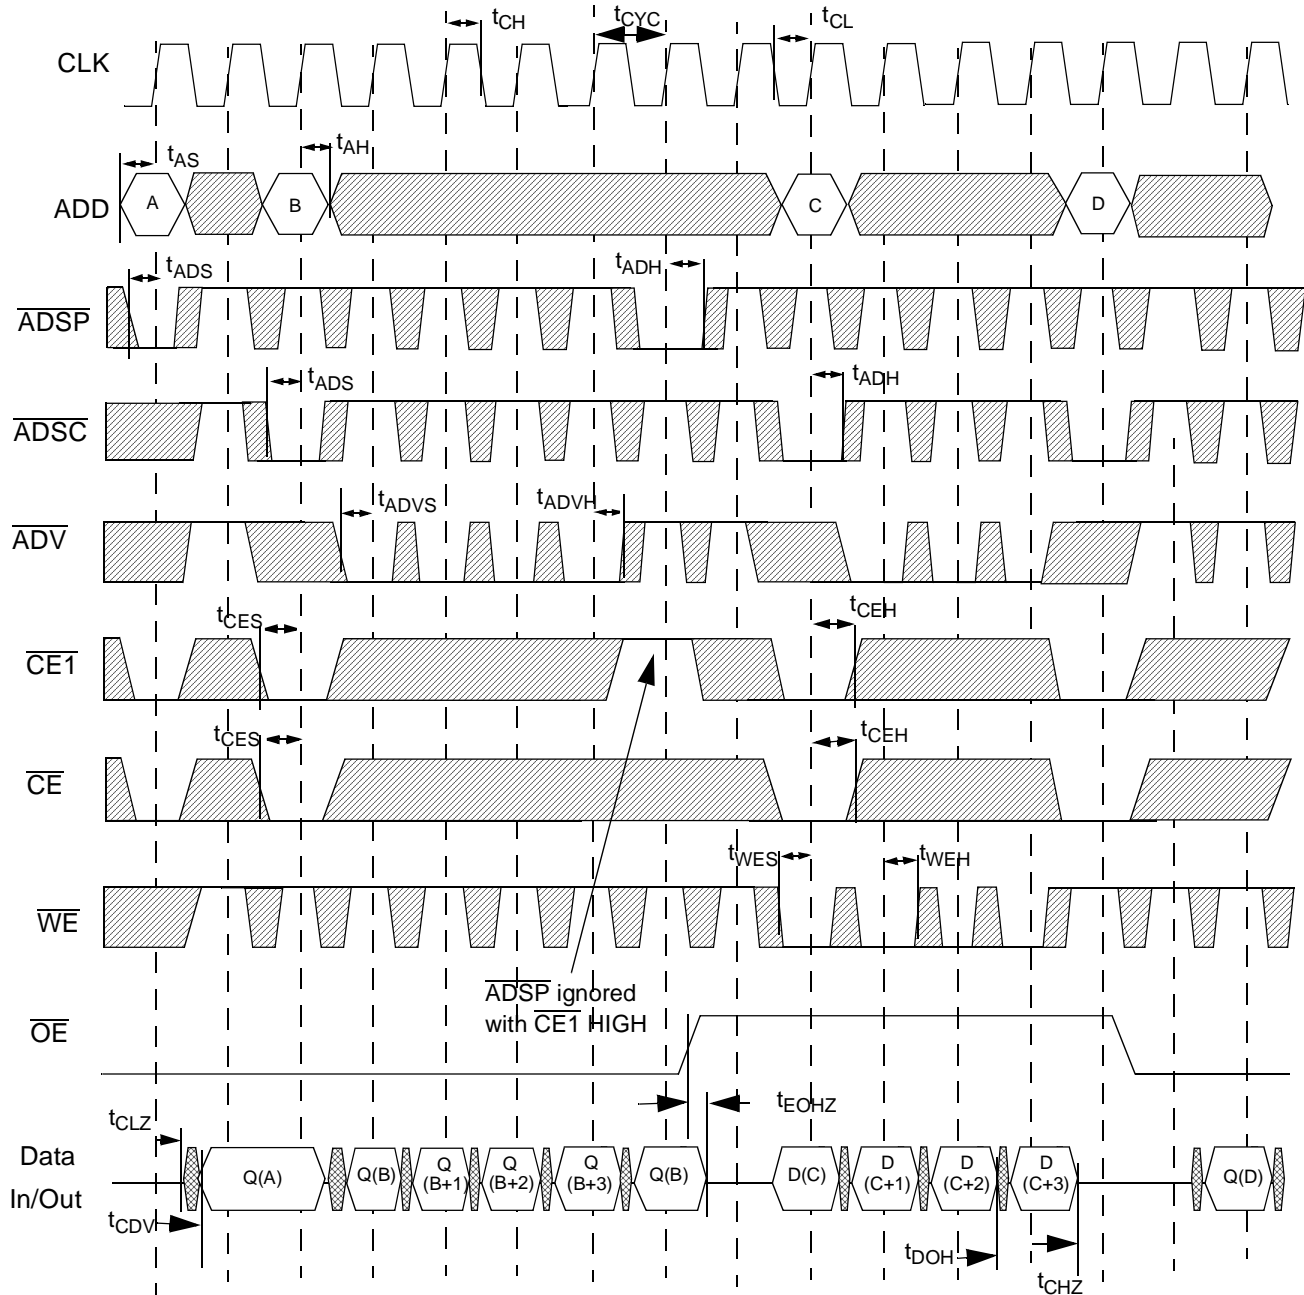 tCH
tCYC
tCL
CLK
tAS
tAH
ADD
A
B
C
D
tADS
tADH
ADSP
tADS
tADH
ADSC
tADVS
tADVH
ADV
tCES
tCEH
CE1
tCES
tCEH
CE
tWES
tWEH
WE
ADSP ignored
with CE1 HIGH
OE
tCLZ
tEOHZ
Data
In/Out
Q(A)
Q(B)
Q
(B+1)
Q
(B+2)
Q
(B+3)
Q(B)
D(C)
D
(C+1)
D
(C+2)
D
(C+3)
Q(D)
tCDV
tDOH
tCHZ